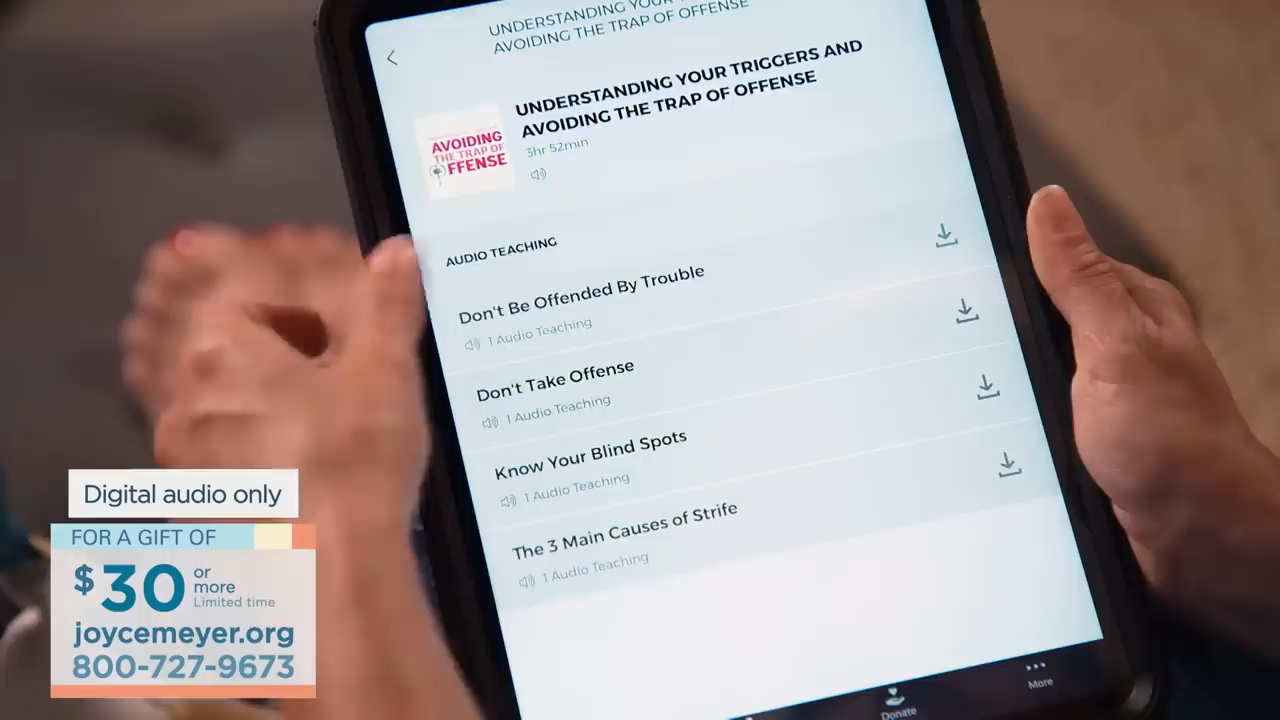 UNDERSTANDING YOUR
AVOIDING THE TRAP OF OFFENSE
UNDERSTANDING YOUR TRIGGERS AND
AVOIDING THE TRAP OF OFFENSE
3hr 52min
AVOIDING
THE TRAP OF
FFENSE
AUDIO TEACHING
Don't Be Offended By Trouble
1 Audio Teaching
Don't Take Offense
1 Audio Teaching
Know Your Blind Spots
1 Audio Teaching
The 3 Main Causes of Strife
1 Audio Teaching
Donate
More
Digital audio only
FOR A GIFT OF
$30 or
more
Limited time
joycemeyer.org
800-727-9673